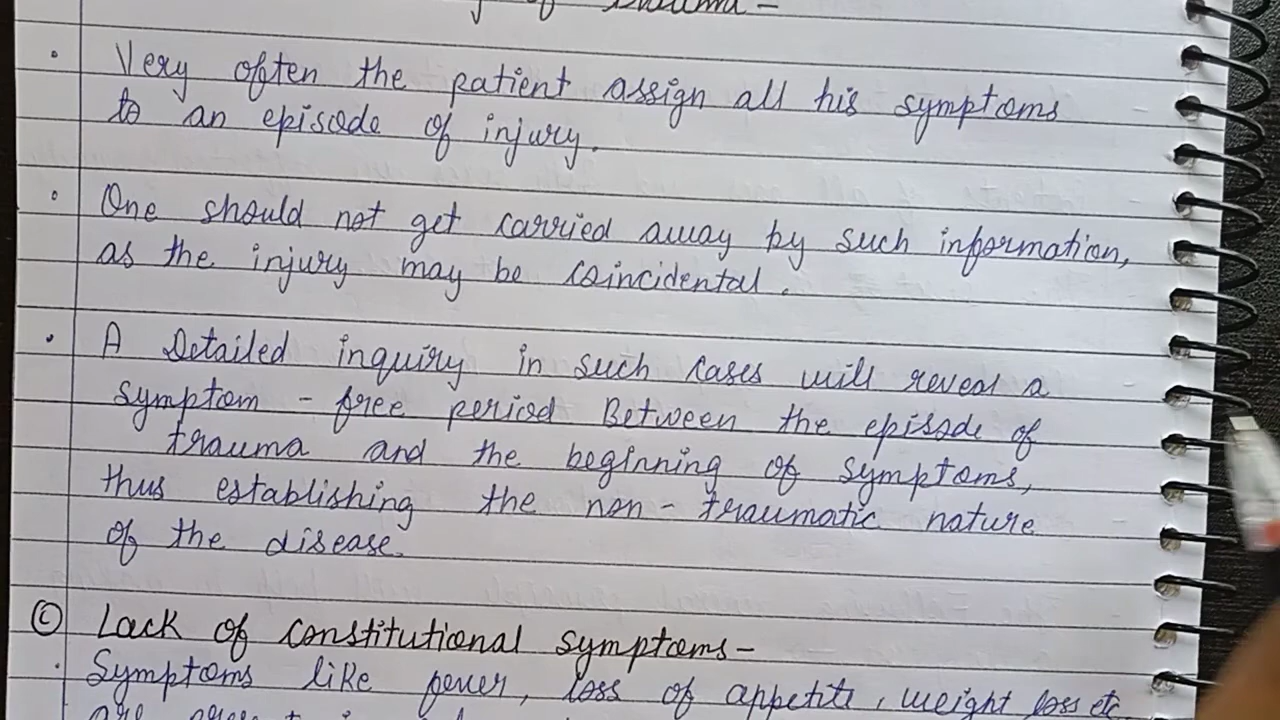 of Trauma -
• Very often the patient assign all his symptoms
to an episode of injury.
• One should not get carried away by such information,
as the injury may be coincidental.
• A Detailed inquiry in such cases will reveal a
symptom - free period Between the episode of
trauma and the beginning of symptoms,
thus establishing the non - traumatic nature
of the disease.
© Lack of constitutional symptoms -
• Symptoms like fever, loss of appetite, weight loss etc
are